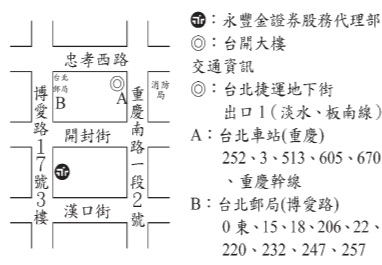 忠孝西路
台北
郵局
◎
消防
局
B
A
博愛路17號3樓
重慶南路一段2號
開封街
漢口街
：永豐金證券股務代理部
◎：台開大樓
交通資訊
◎：台北捷運地下街
出口1（淡水、板南線）
A：台北車站(重慶)
252、3、513、605、670
、重慶幹線
B：台北郵局(博愛路)
0東、15、18、206、22、
220、232、247、257